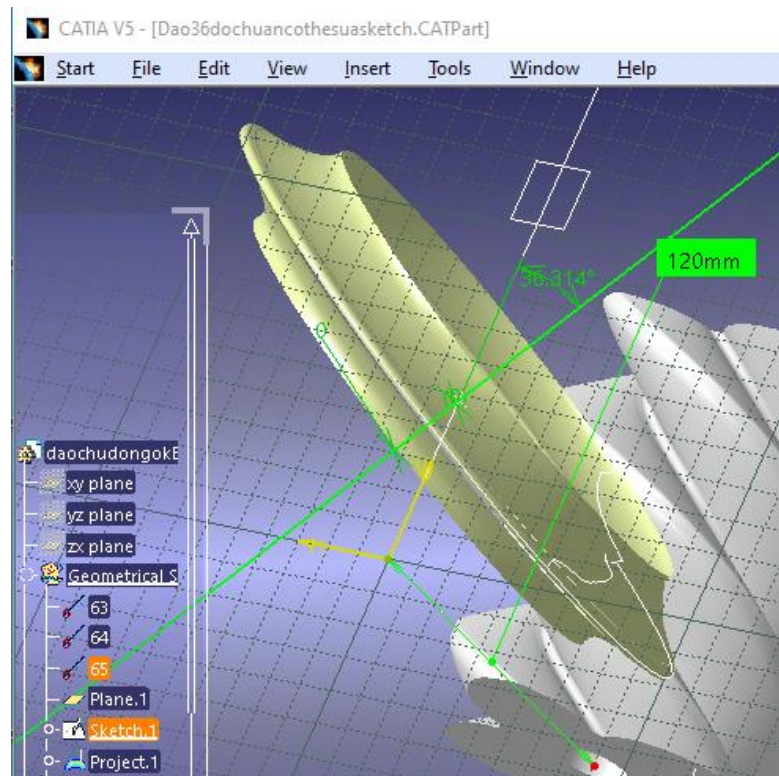 CATIA V5 - [Dao36dochuancothesuasketch.CATPart]
Start File Edit View Insert Tools Window Help
120mm
36.314°
0
daochudongokE
xy plane
yz plane
zx plane
Geometrical S
63
64
65
Plane.1
Sketch.1
Project.1